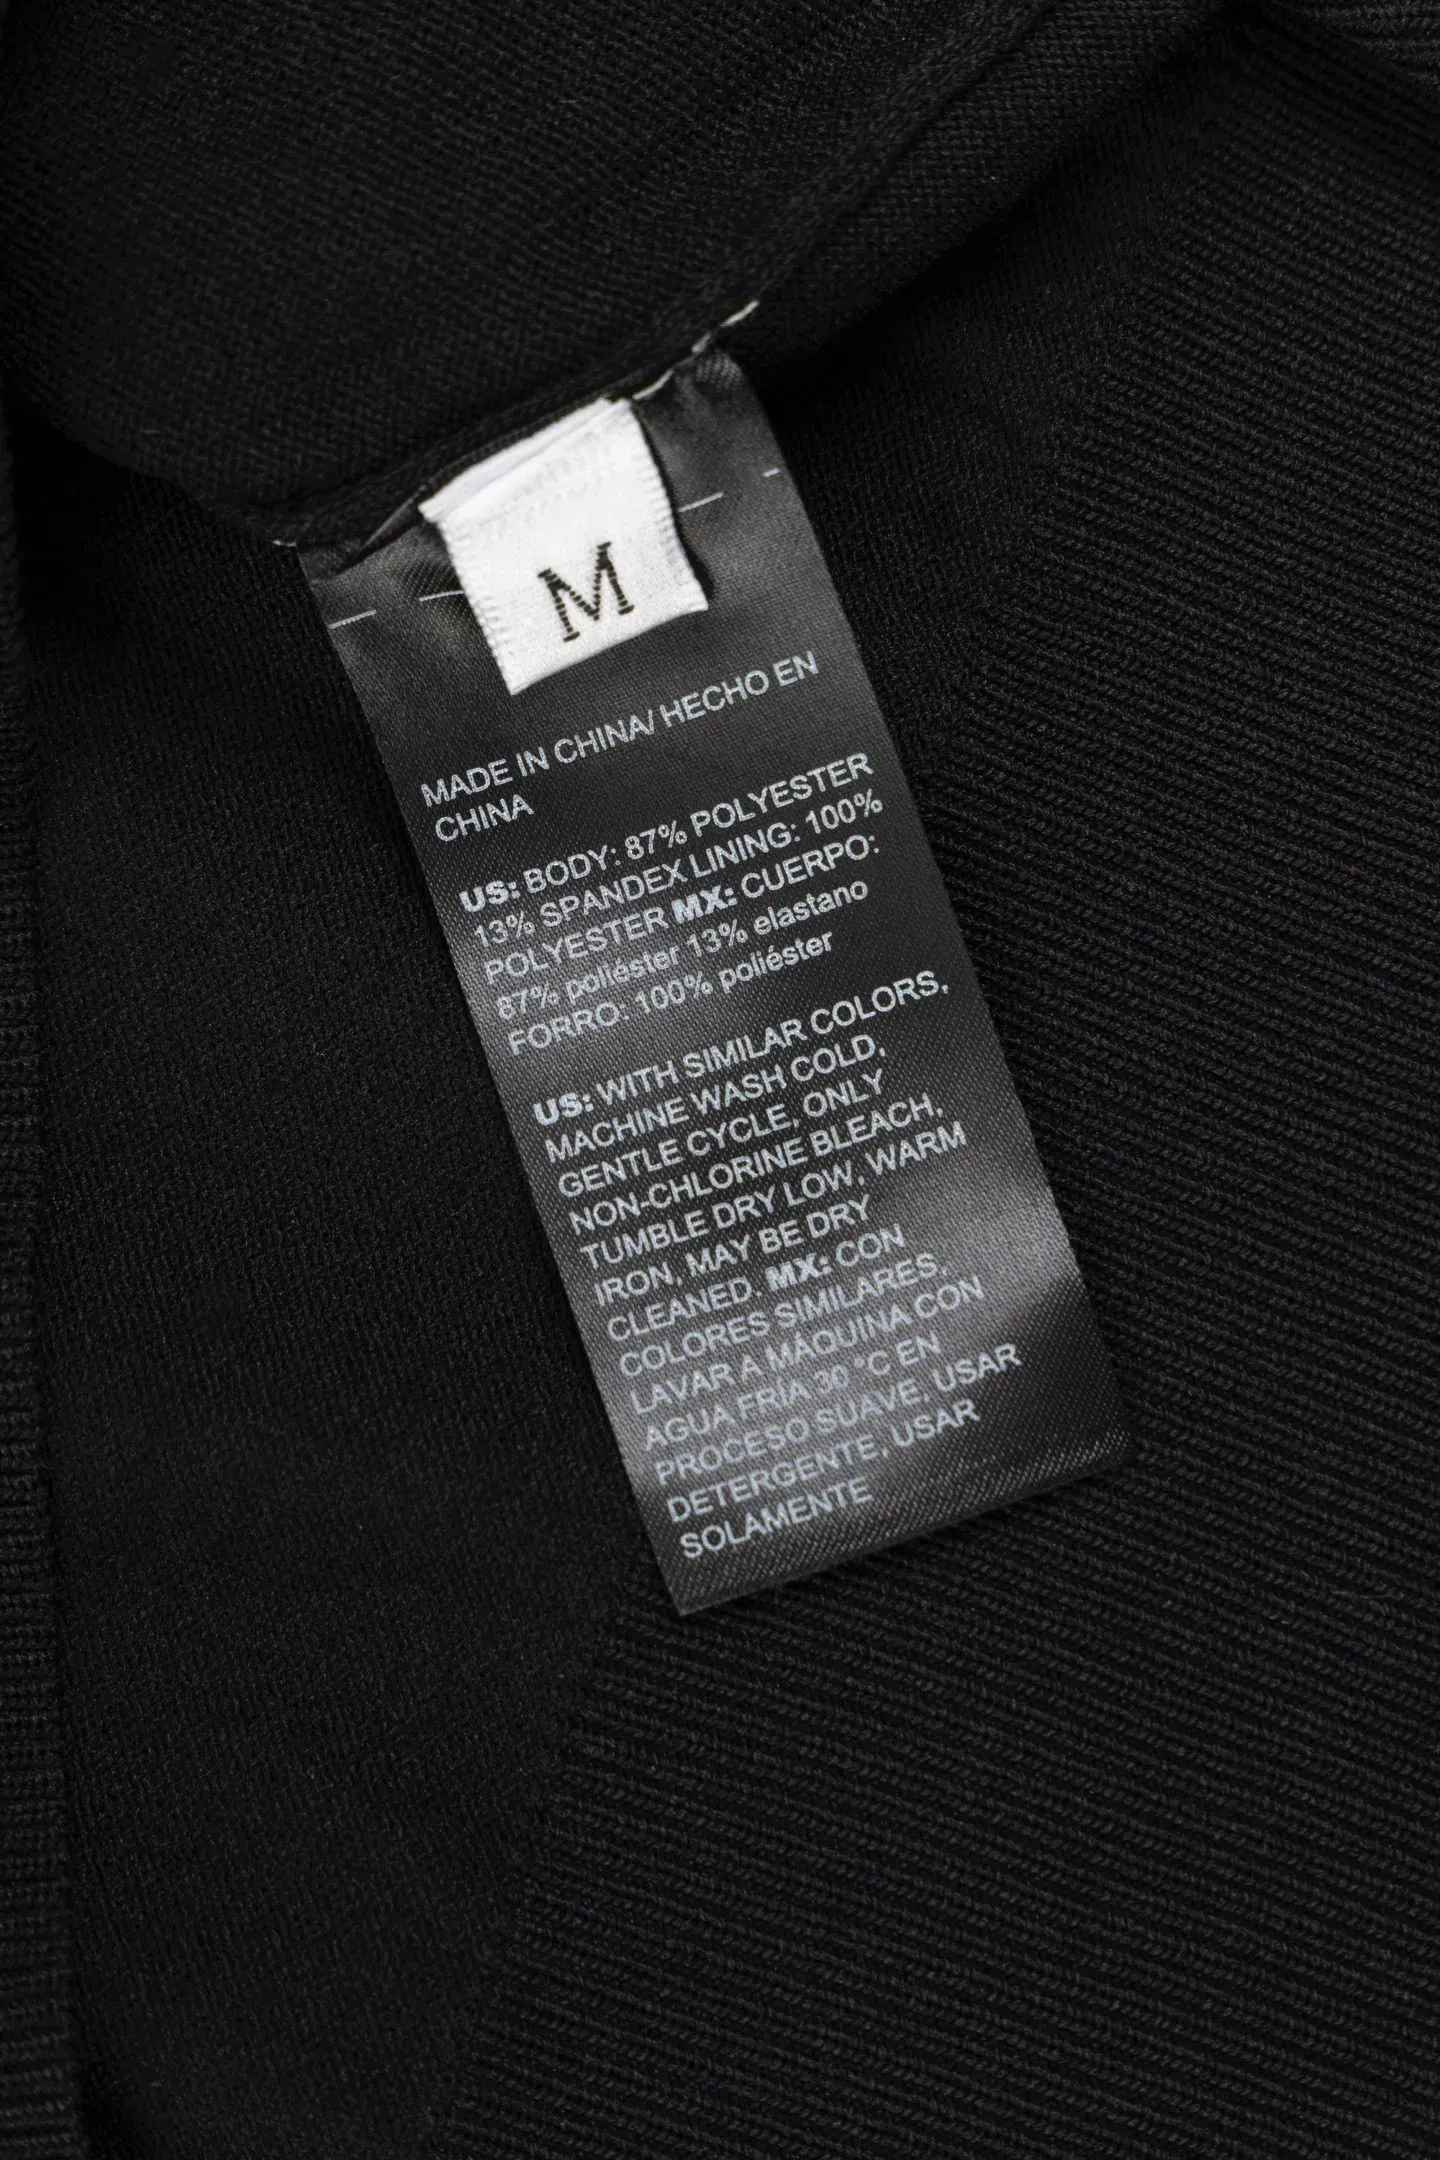 M
MADE IN CHINA/ HECHO EN
CHINA
US: BODY: 87% POLYESTER
13% SPANDEX LINING: 100%
POLYESTER MX: CUERPO:
87% poliéster 13% elastano
FORRO: 100% poliéster
US: WITH SIMILAR COLORS,
MACHINE WASH COLD,
GENTLE CYCLE, ONLY
NON-CHLORINE BLEACH,
TUMBLE DRY LOW, WARM
IRON, MAY BE DRY
CLEANED. MX: CON
COLORES SIMILARES,
LAVAR A MÁQUINA CON
AGUA FRÍA 30 °C EN
PROCESO SUAVE, USAR
DETERGENTE, USAR
SOLAMENTE